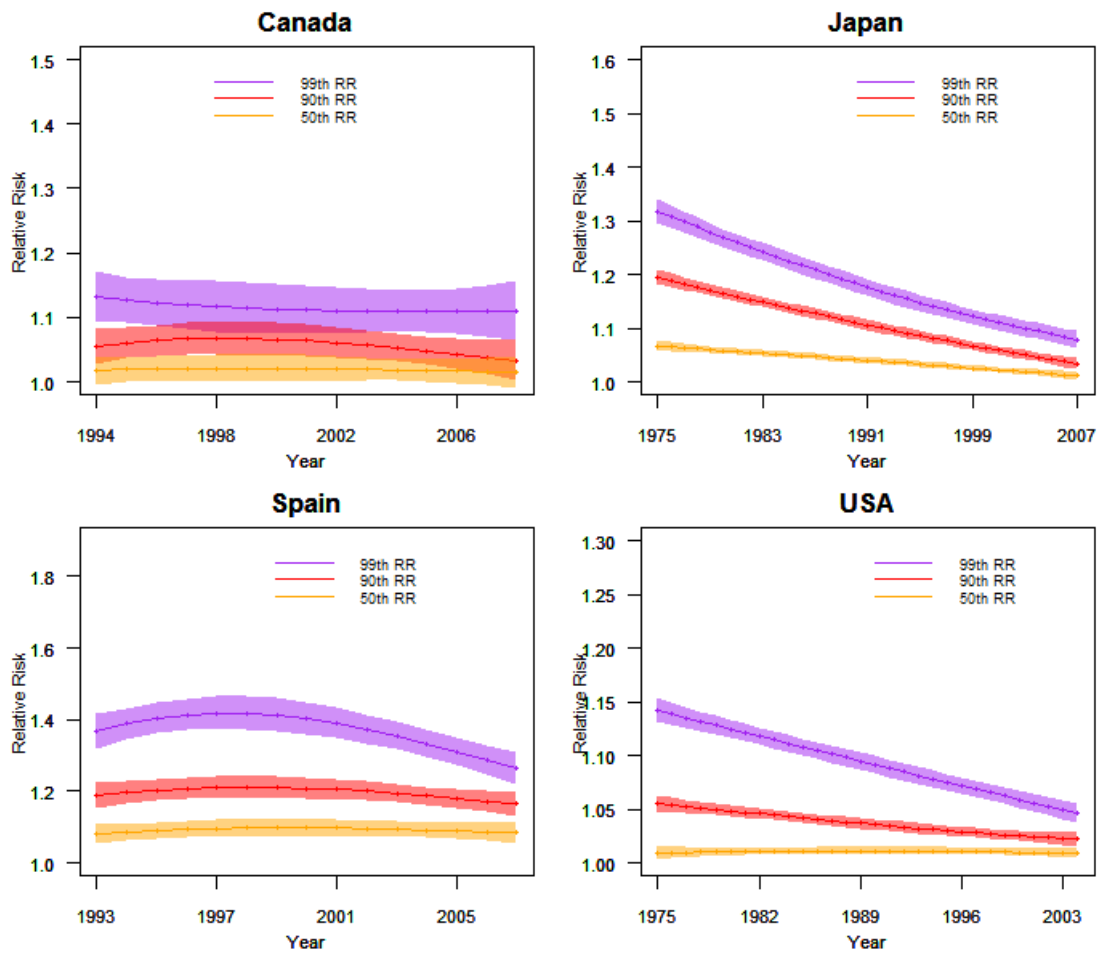 Canada
1.5
1.4
1.3
1.2
1.1
1.0
Relative Risk
99th RR
90th RR
50th RR
1994
1998
2002
2006
Year
Japan
1.6
1.5
1.4
1.3
1.2
1.1
1.0
Relative Risk
99th RR
90th RR
50th RR
1975
1983
1991
1999
2007
Year
Spain
1.8
1.6
1.4
1.2
1.0
Relative Risk
99th RR
90th RR
50th RR
1993
1997
2001
2005
Year
USA
1.30
1.25
1.20
1.15
1.10
1.05
1.00
Relative Risk
99th RR
90th RR
50th RR
1975
1982
1989
1996
2003
Year